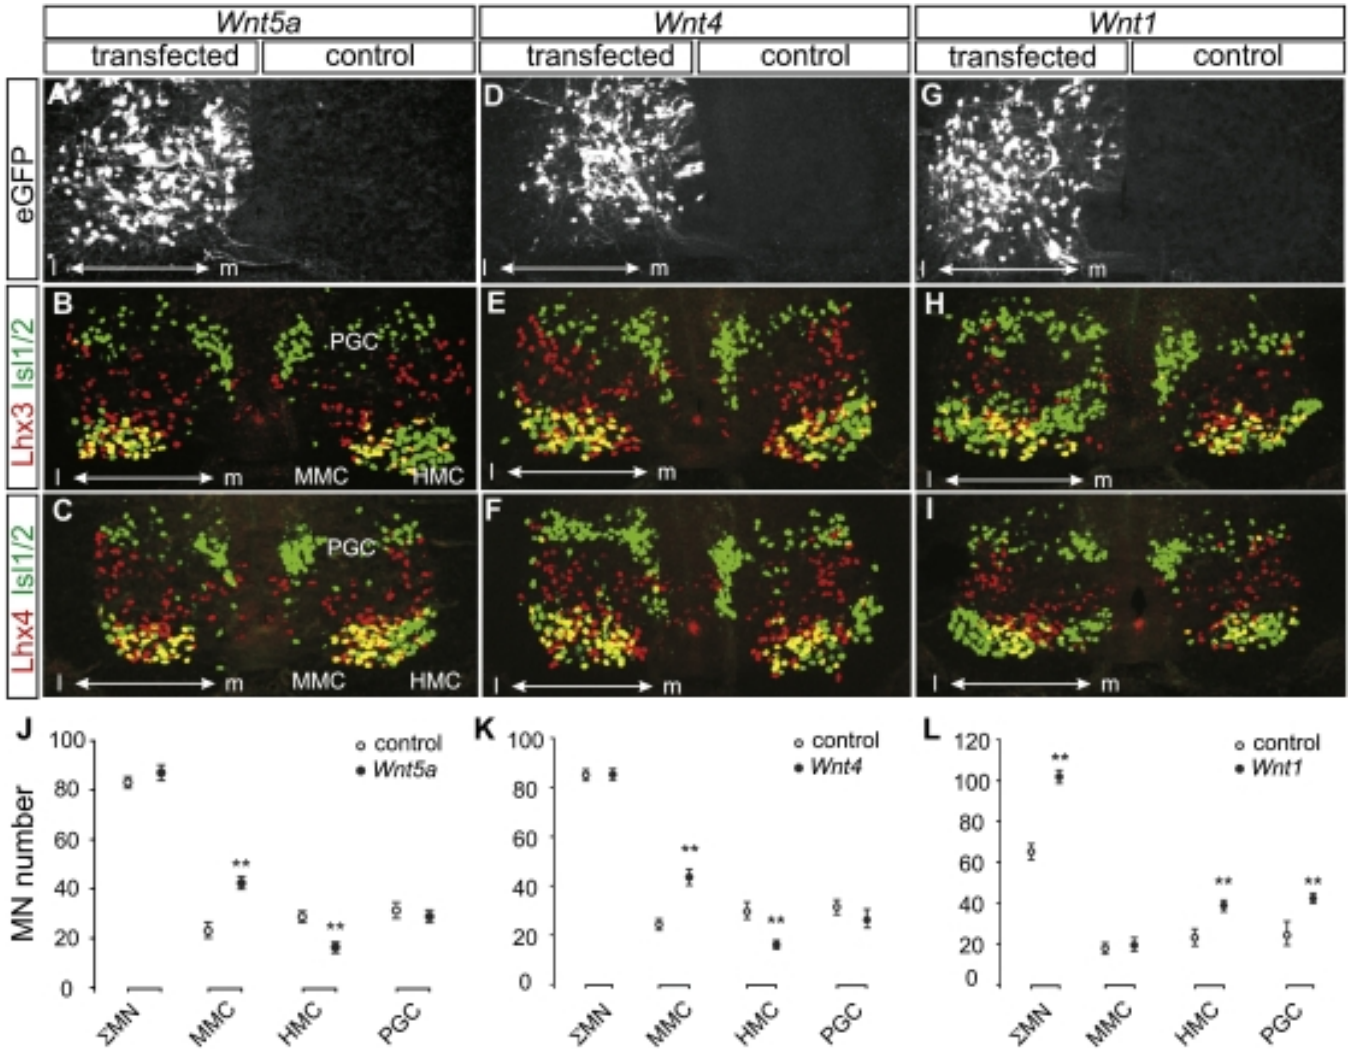 Wnt5a Wnt4 Wnt1
transfected control transfected control transfected control
eGFP
A D G
l m l m l m
Lhx3 Isl1/2
B E H
PGC
MMC HMC
l m l m l m
Lhx4 Isl1/2
C F I
PGC
MMC HMC
l m l m l m
J K L
MN number
100
80
60
40
20
0
control
Wnt5a
**
**
ΣMN MMC HMC PGC
100
80
60
40
20
0
control
Wnt4
**
**
ΣMN MMC HMC PGC
120
100
80
60
40
20
0
control
Wnt1
**
**
**
ΣMN MMC HMC PGC